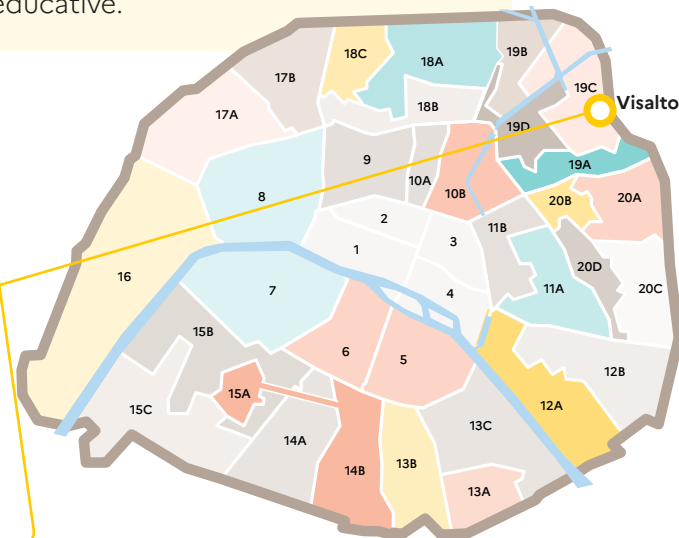 educative.
18C
19B
17B
18A
19C
Visalto
18B
17A
19D
9
19A
10A
10B
20A
8
20B
2
11B
3
1
20D
16
7
4
11A
20C
15B
6
5
12B
15A
12A
15C
13C
14A
13B
14B
13A